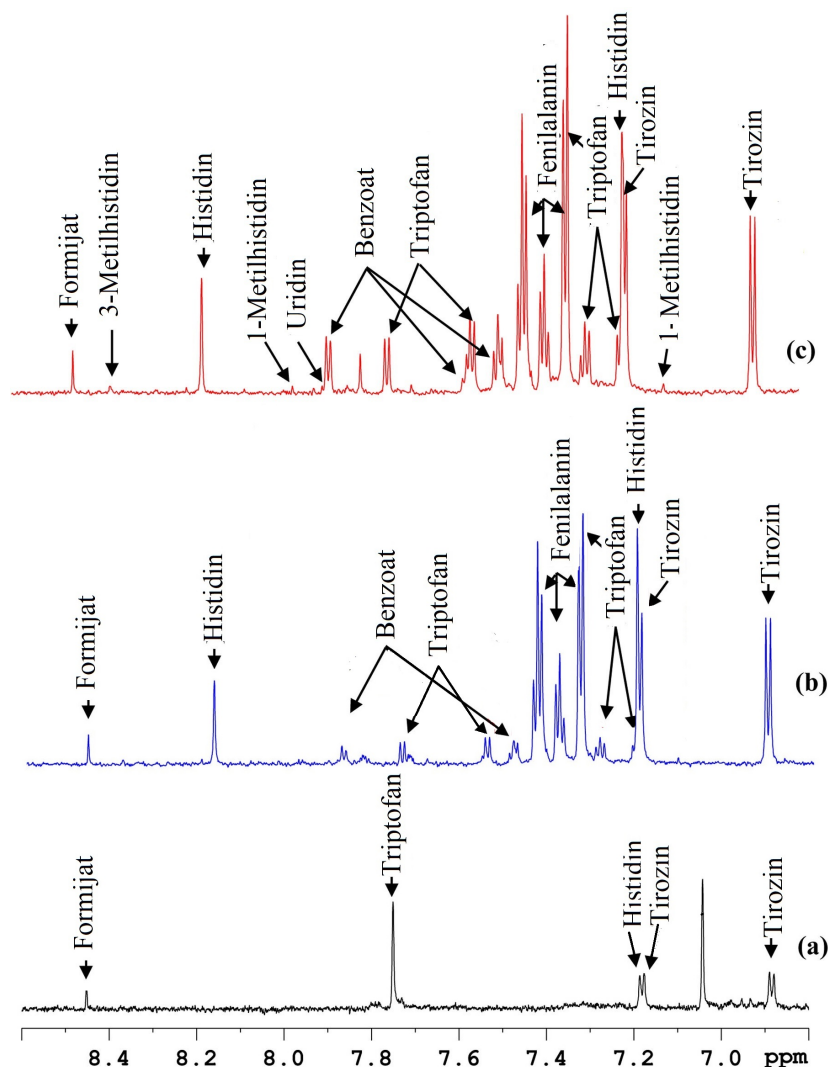 Formijat
3-Metilhistidin
Histidin
1-Metilhistidin
Uridin
Benzoat
Triptofan
Fenilalanin
Triptofan
Histidin
Tirozin
1- Metilhistidin
Tirozin
(c)
Formijat
Histidin
Benzoat
Triptofan
Fenilalanin
Triptofan
Histidin
Tirozin
Tirozin
(b)
Formijat
Triptofan
Histidin
Tirozin
Tirozin
(a)
8.4 8.2 8.0 7.8 7.6 7.4 7.2 7.0 ppm